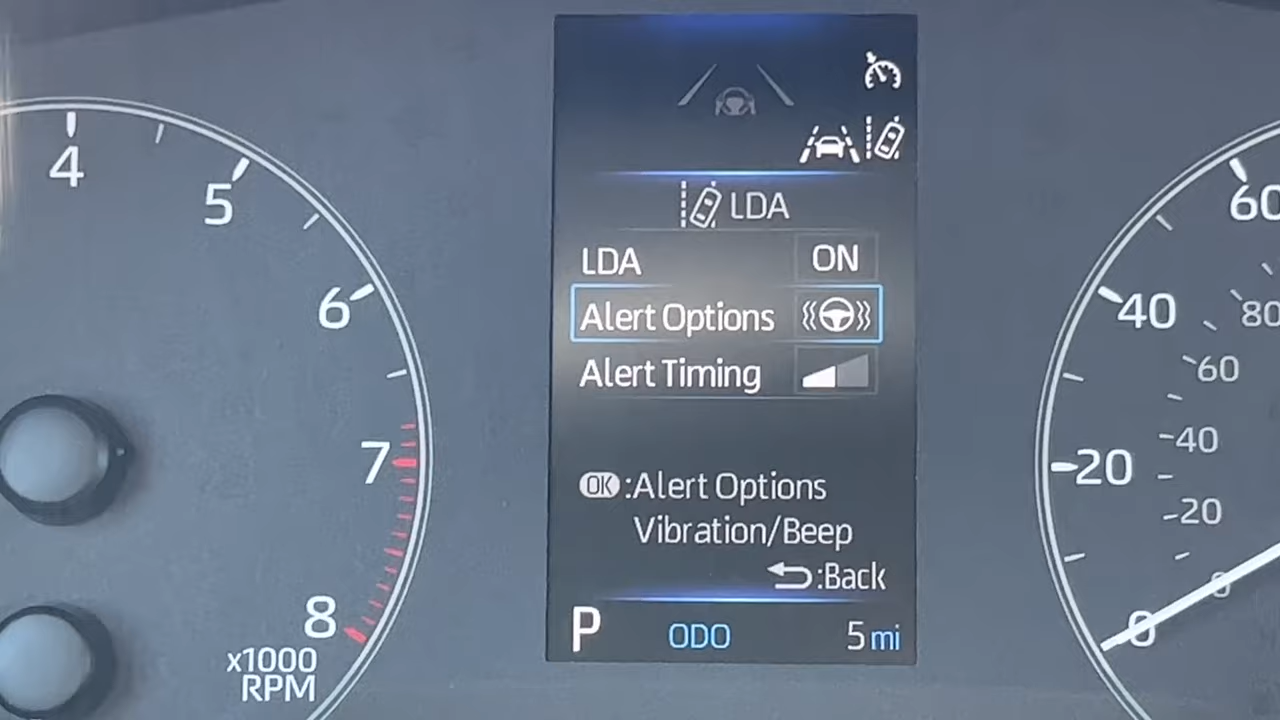 4
5
6
7
8
x1000
RPM
LDA
LDA ON
Alert Options
Alert Timing
OK :Alert Options
Vibration/Beep
:Back
P ODO 5 mi
60
40
20
0
80
60
40
20
0